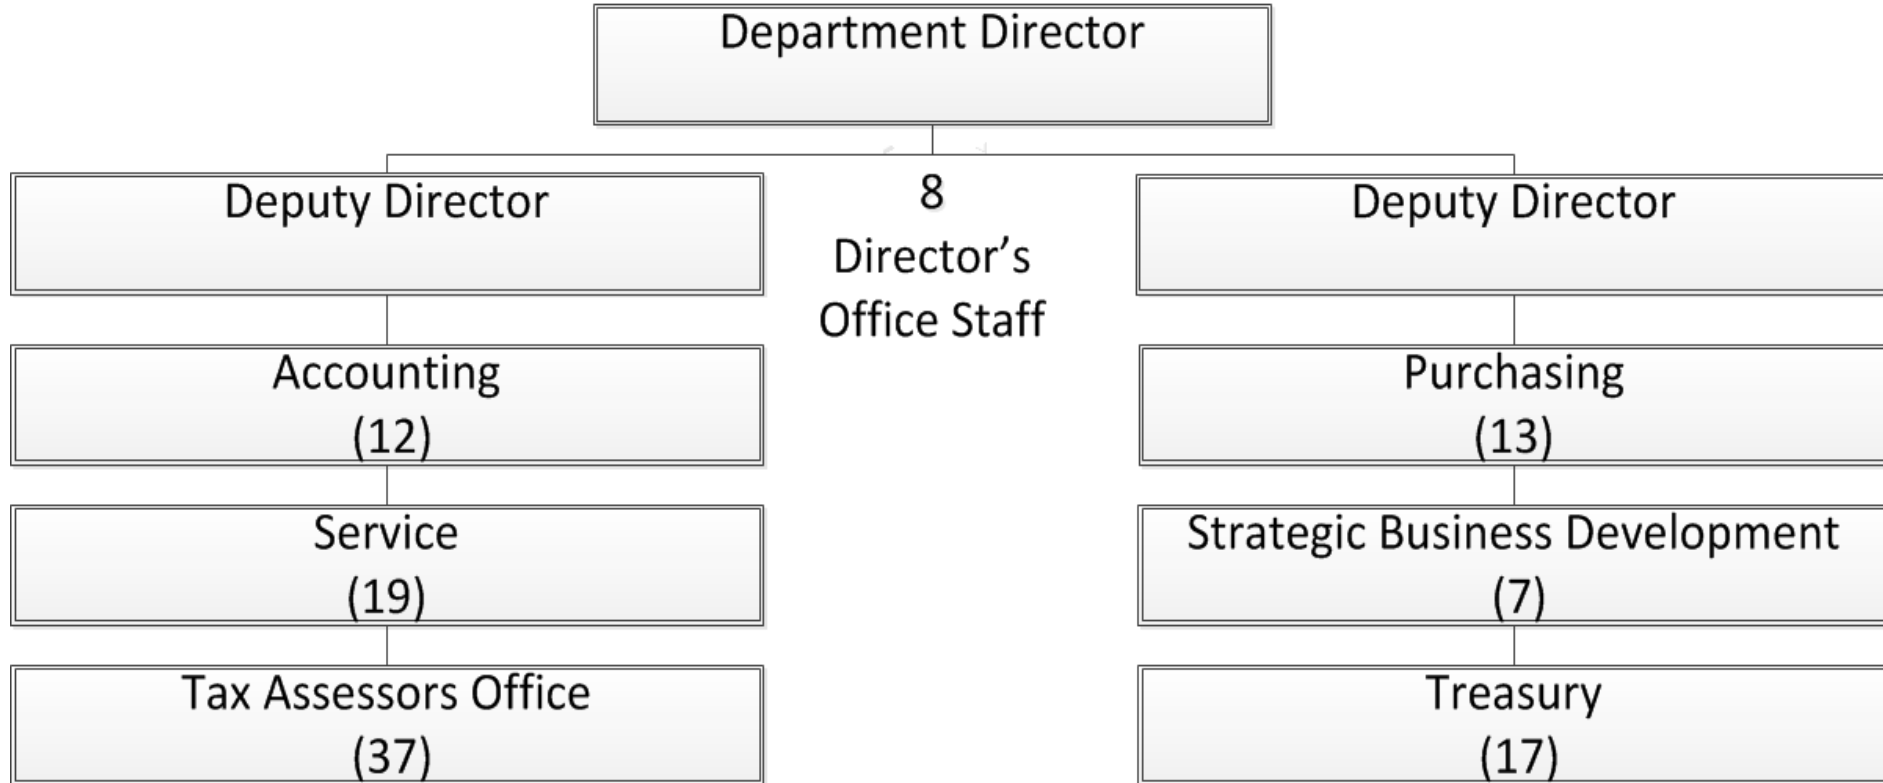 Department Director
Deputy Director
8
Director’s
Office Staff
Deputy Director
Accounting
(12)
Purchasing
(13)
Service
(19)
Strategic Business Development
(7)
Tax Assessors Office
(37)
Treasury
(17)